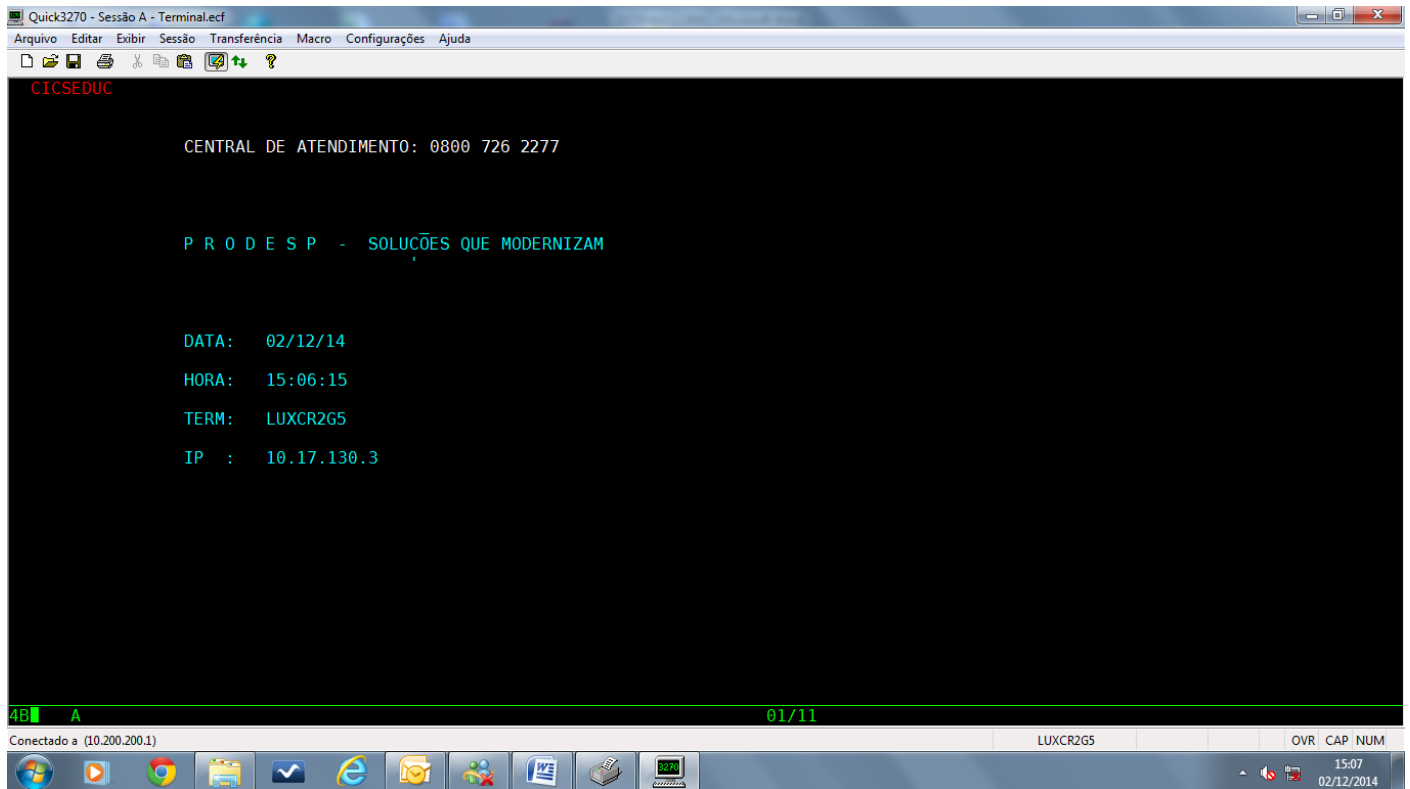 Quick3270 - Sessão A - Terminal.ecf
Arquivo Editar Exibir Sessão Transferência Macro Configurações Ajuda
CICSEDUC
CENTRAL DE ATENDIMENTO: 0800 726 2277
P R O D E S P - SOLUCOES QUE MODERNIZAM
DATA: 02/12/14
HORA: 15:06:15
TERM: LUXCR2G5
IP : 10.17.130.3
4B A 01/11
Conectado a (10.200.200.1) LUXCR2G5 OVR CAP NUM
3270
15:07
02/12/2014